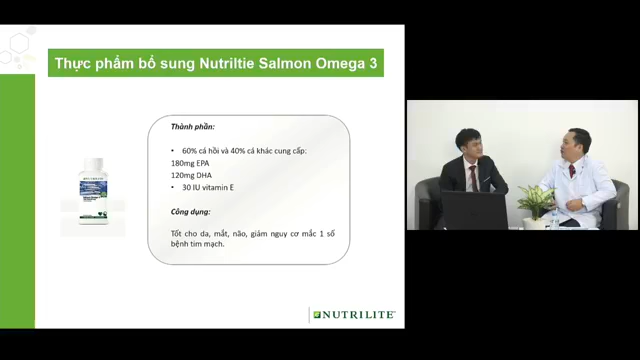 Thực phẩm bổ sung Nutriltie Salmon Omega 3
Thành phần:
• 60% cá hồi và 40% cá khác cung cấp:
180mg EPA
120mg DHA
• 30 IU vitamin E
Công dụng:
Tốt cho da, mắt, não, giảm nguy cơ mắc 1 số
bệnh tim mạch.
NUTRILITE